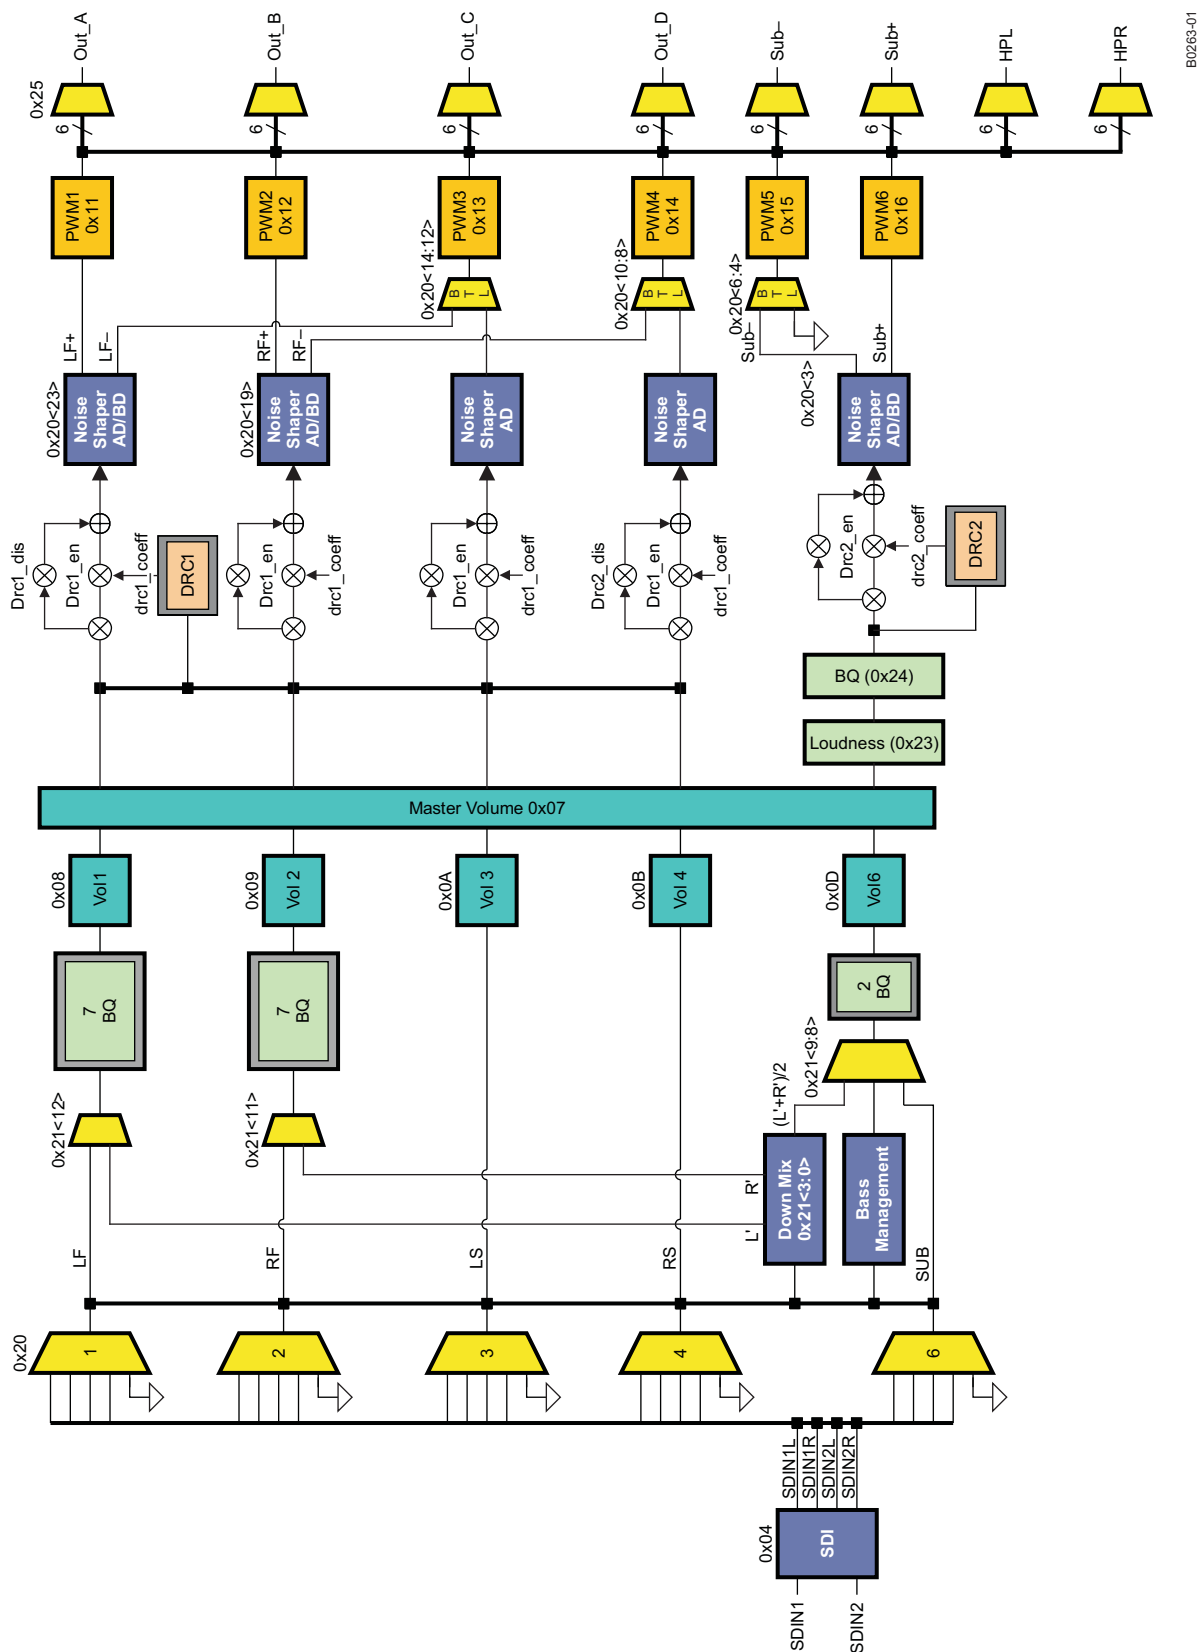 SDIN1
SDIN2
0x04
SDI
SDIN1L
SDIN1R
SDIN2L
SDIN2R
0x20
1
2
3
4
6
LF
RF
LS
RS
SUB
L'
R'
Down Mix
0x21<3:0>
Bass
Management
(L'+R')/2
0x21<12>
0x21<11>
0x21<9:8>
7
BQ
7
BQ
2
BQ
0x08
Vol1
0x09
Vol 2
0x0A
Vol 3
0x0B
Vol 4
0x0D
Vol6
Master Volume 0x07
Loudness (0x23)
BQ (0x24)
Drc1_dis
Drc1_en
drc1_coeff
DRC1
Drc1_en
drc1_coeff
Drc1_en
drc1_coeff
Drc2_dis
Drc1_en
drc1_coeff
Drc2_en
drc2_coeff
DRC2
0x20<23>
Noise
Shaper
AD/BD
0x20<19>
Noise
Shaper
AD/BD
Noise
Shaper
AD
Noise
Shaper
AD
0x20<3>
Noise
Shaper
AD/BD
LF+
LF–
RF+
RF–
Sub–
Sub+
0x20<14:12>
B
T
L
0x20<10:8>
B
T
L
0x20<6:4>
B
T
L
PWM1
0x11
PWM2
0x12
PWM3
0x13
PWM4
0x14
PWM5
0x15
PWM6
0x16
0x25
6
6
6
6
6
6
6
6
Out_A
Out_B
Out_C
Out_D
Sub–
Sub+
HPL
HPR
B0263-01